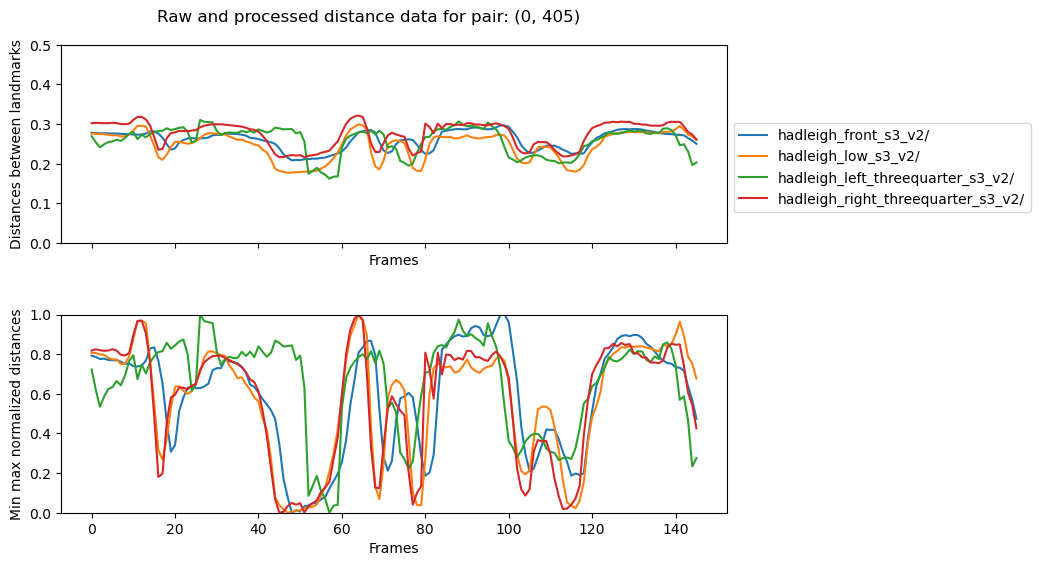 Raw and processed distance data for pair: (0, 405)
Distances between landmarks
0.5
0.4
0.3
0.2
0.1
0.0
Frames
hadleigh_front_s3_v2/
hadleigh_low_s3_v2/
hadleigh_left_threequarter_s3_v2/
hadleigh_right_threequarter_s3_v2/
Min max normalized distances
1.0
0.8
0.6
0.4
0.2
0.0
0 20 40 60 80 100 120 140
Frames